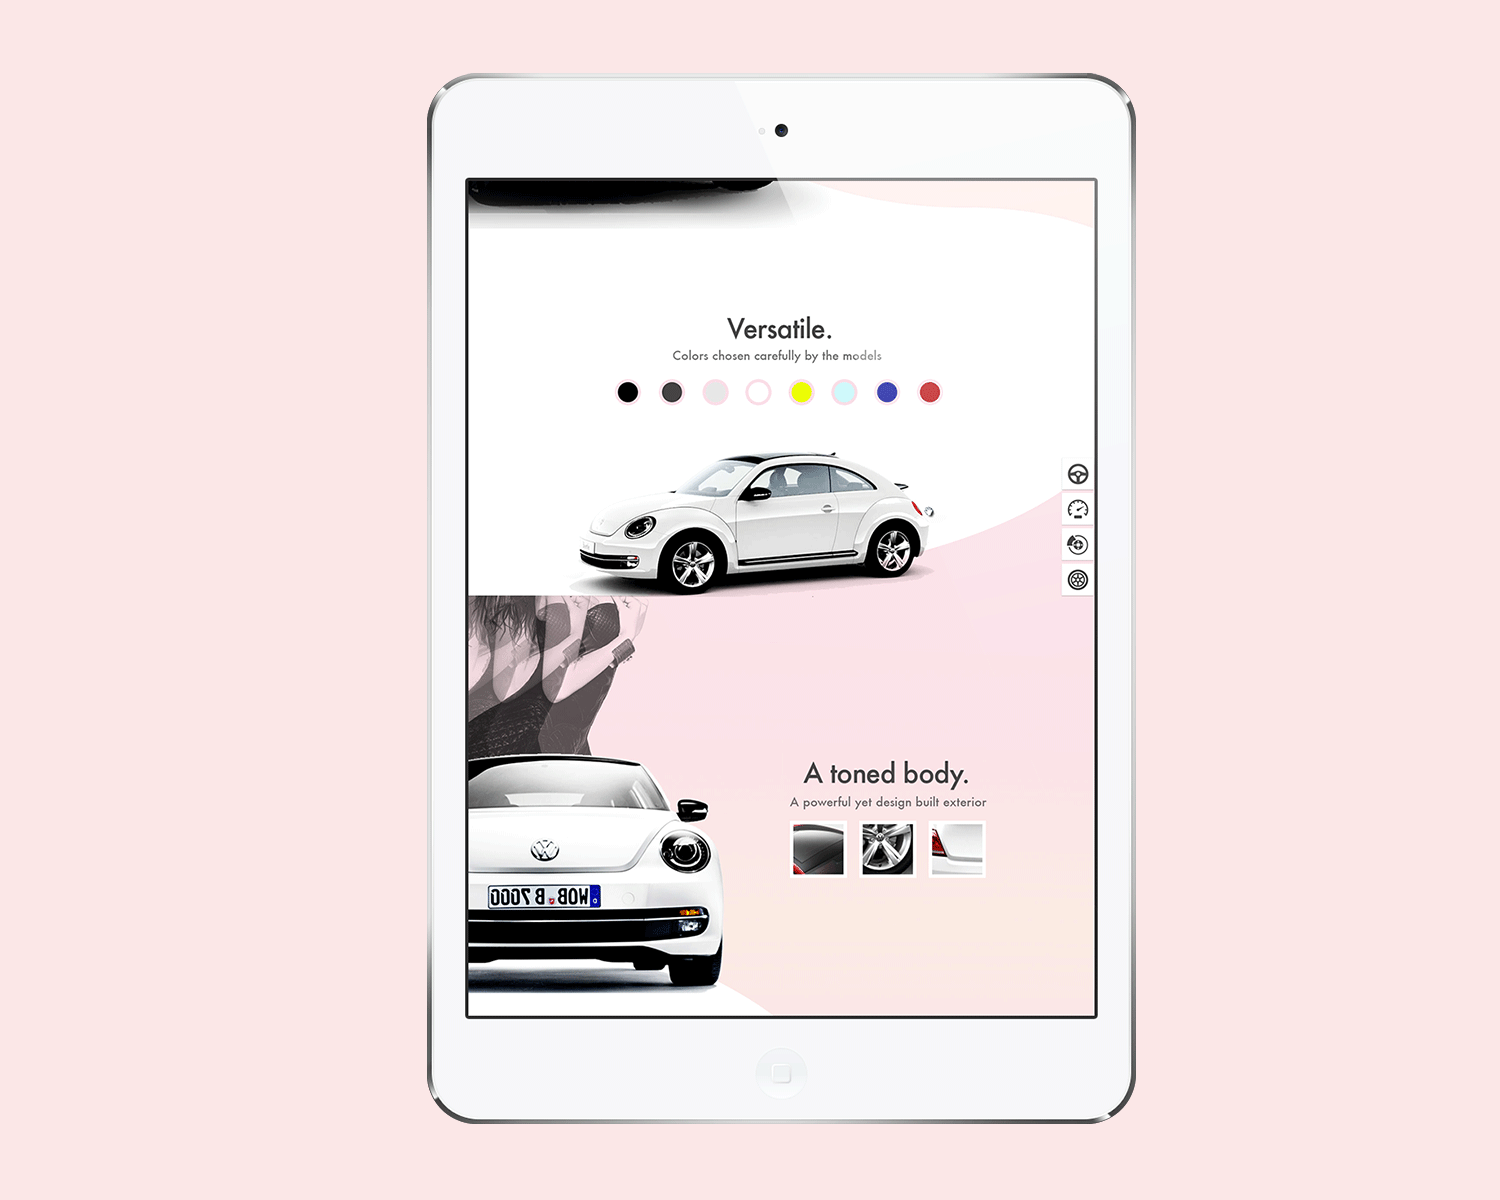 Versatile.
Colors chosen carefully by the models
A toned body.
A powerful yet design built exterior
WOB B 7000